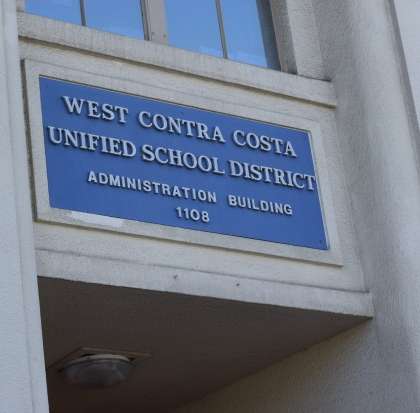 WEST CONTRA COSTA
UNIFIED SCHOOL DISTRICT
ADMINISTRATION BUILDING
1108